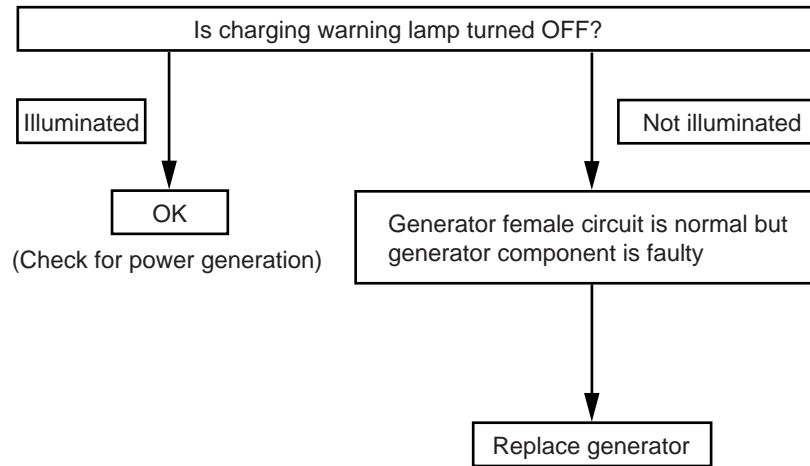 Is charging warning lamp turned OFF?
Illuminated
Not illuminated
OK
(Check for power generation)
Generator female circuit is normal but
generator component is faulty
Replace generator